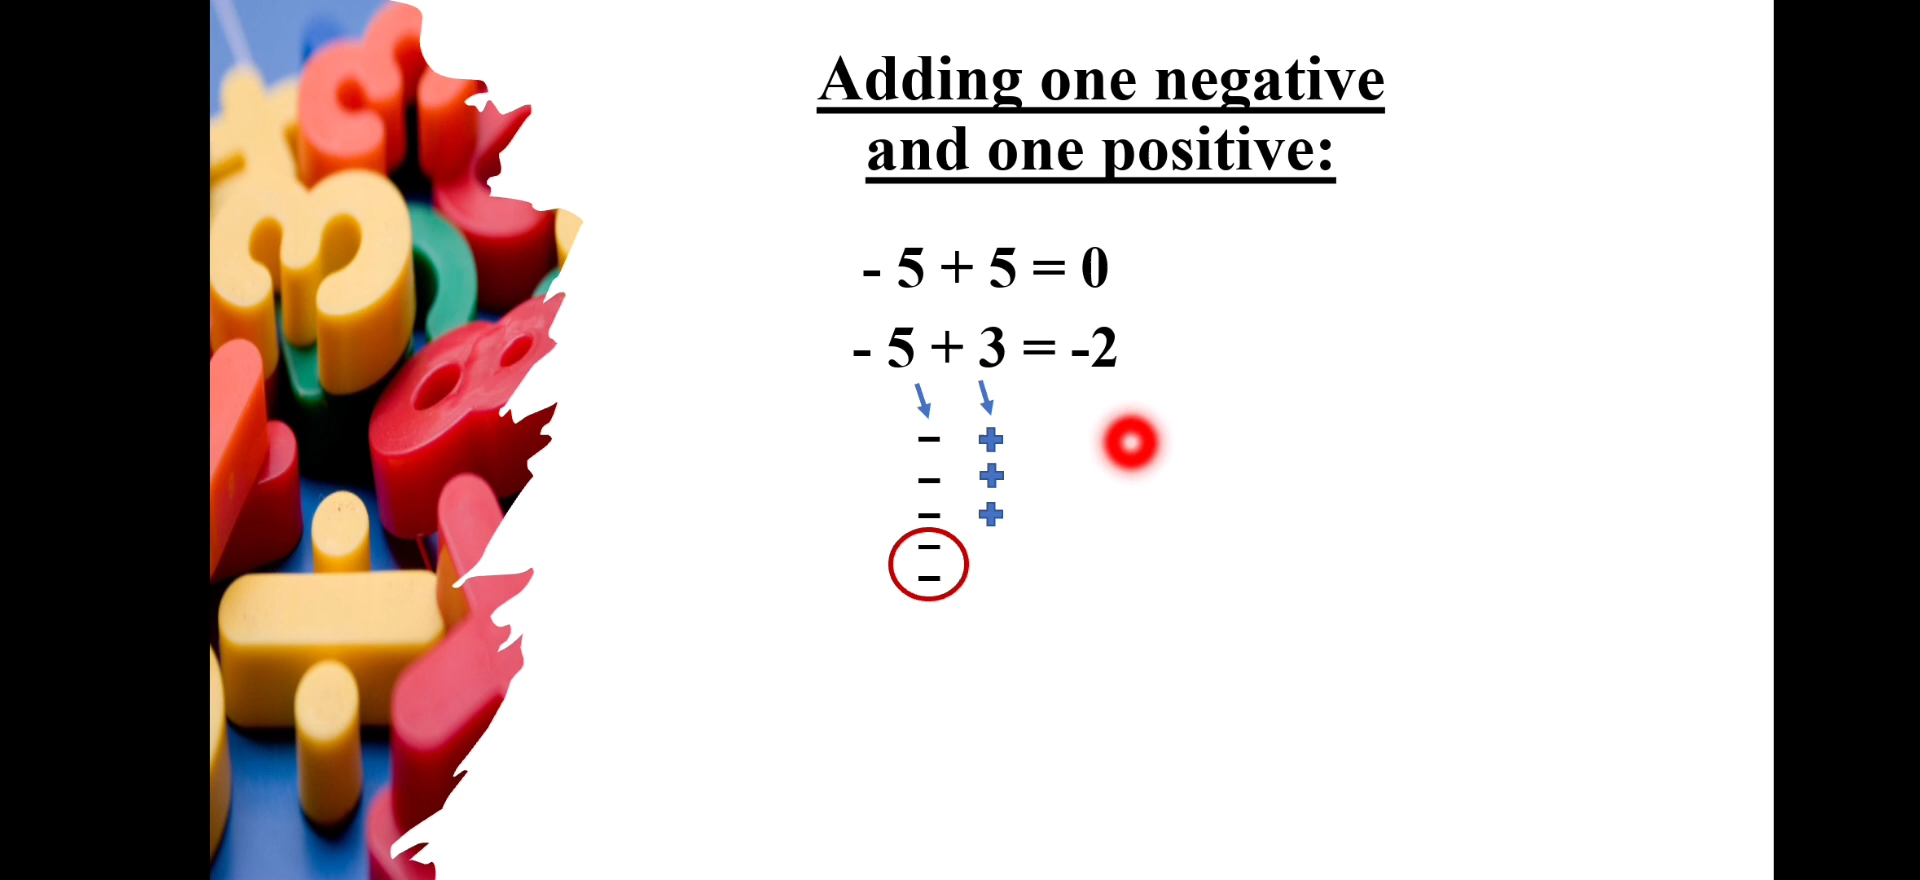 Adding one negative
and one positive:
- 5 + 5 = 0
- 5 + 3 = -2
– +
– +
– +
–
–